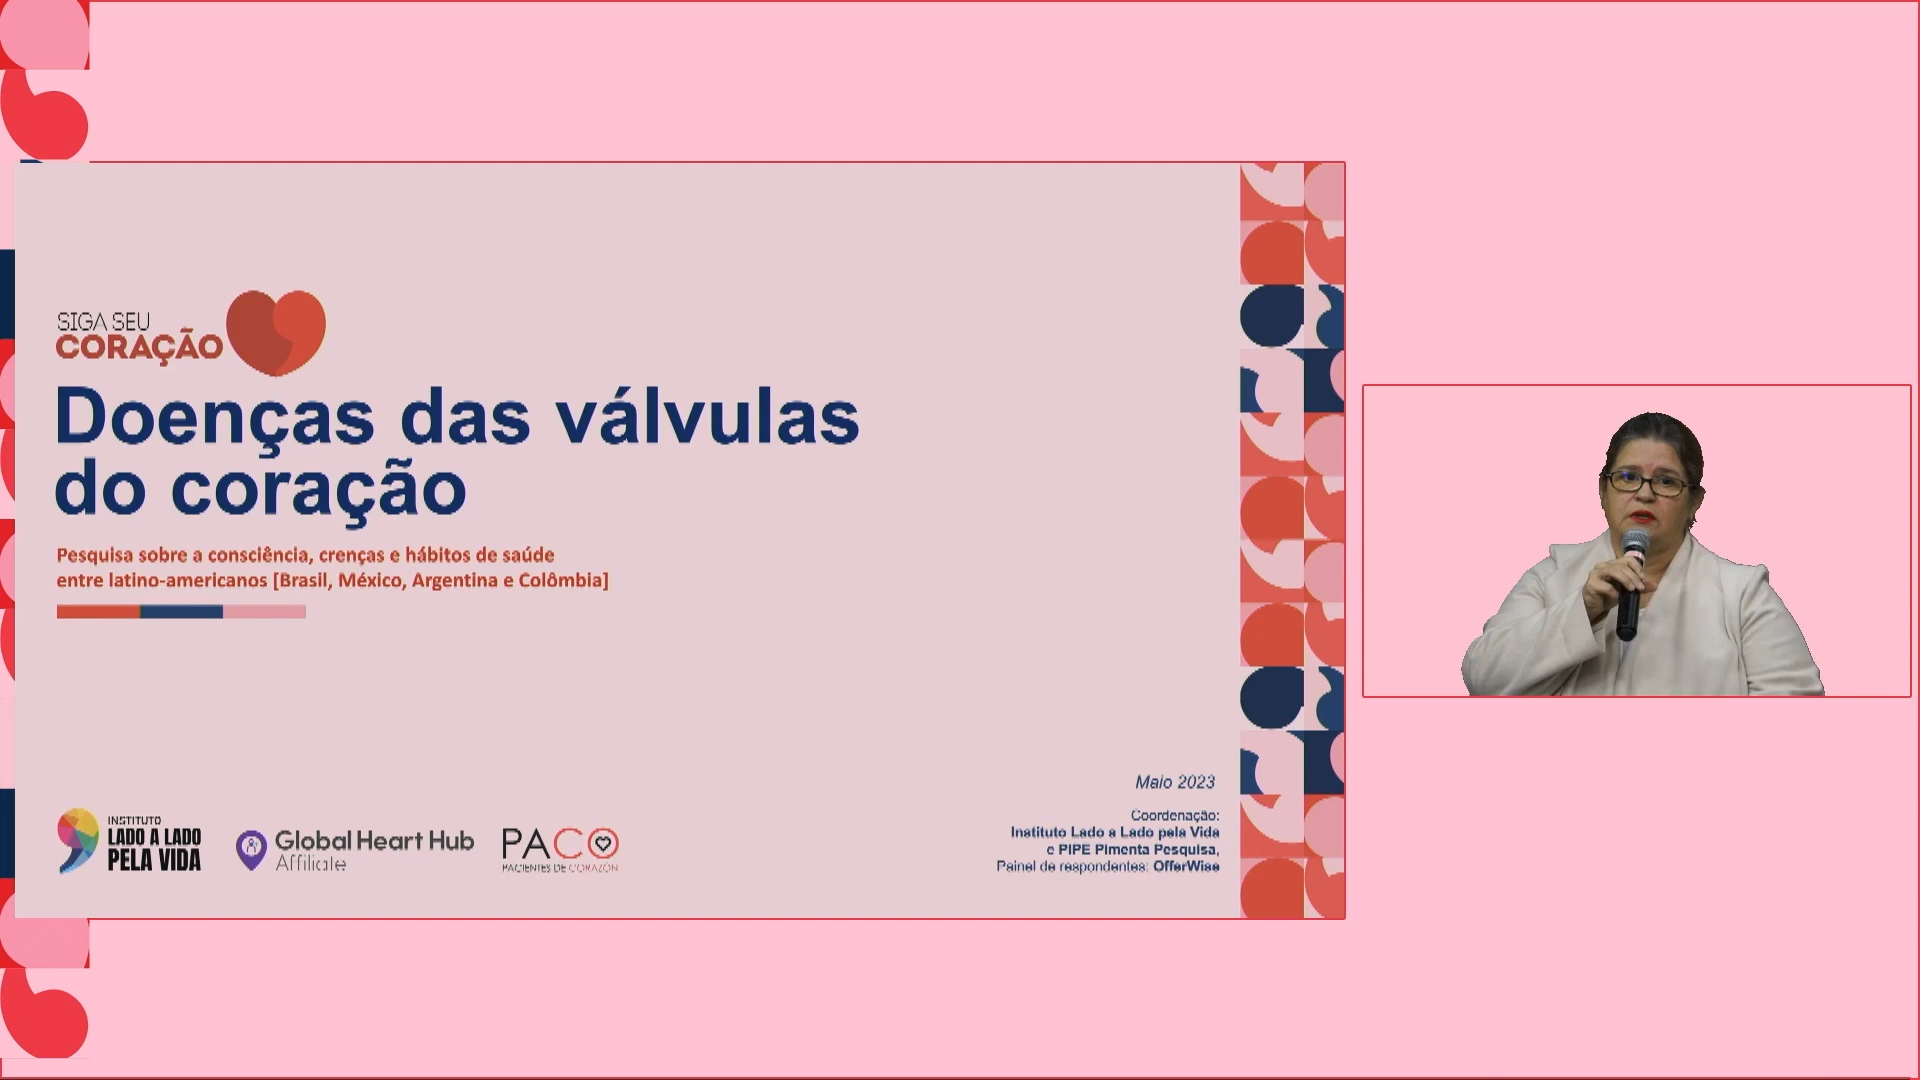 SIGA SEU
CORAÇÃO
Doenças das válvulas
do coração
Pesquisa sobre a consciência, crenças e hábitos de saúde
entre latino-americanos [Brasil, México, Argentina e Colômbia]
Maio 2023
Coordenação:
Instituto Lado a Lado pela Vida
e PIPE Pimenta Pesquisa,
Painel de respondentes: OfferWise
INSTITUTO
LADO A LADO
PELA VIDA
Global Heart Hub
Affiliate
PACO
PACIENTES DE CORAZÓN